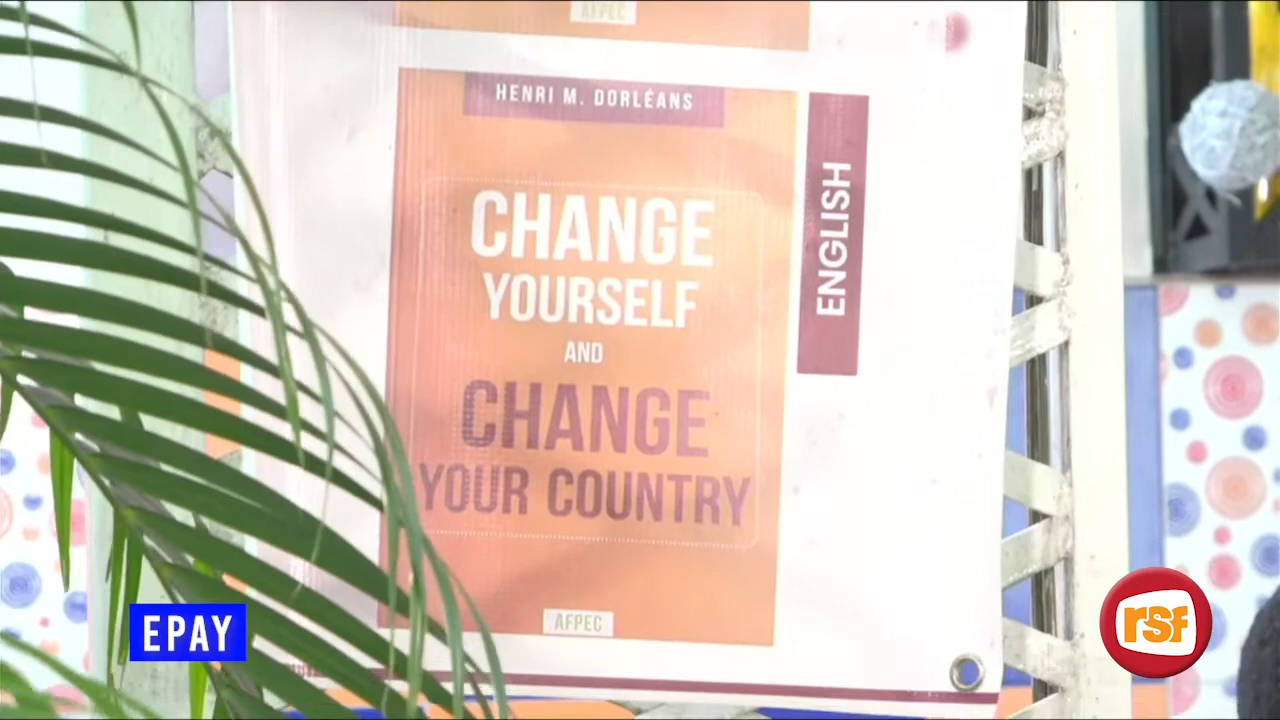 AFPEC
HENRI M. DORLÉANS
CHANGE
YOURSELF
AND
CHANGE
YOUR COUNTRY
AFPEC
ENGLISH
EPAY
rsf